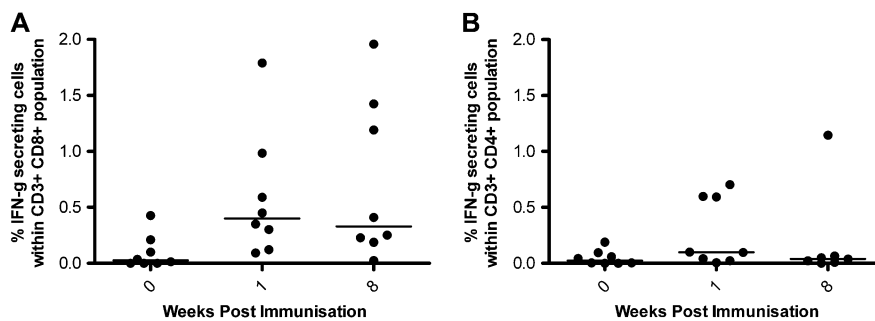 A
% IFN-g secreting cells
within CD3+ CD8+ population
2.0
1.5
1.0
0.5
0.0
0
1
8
Weeks Post Immunisation
B
% IFN-g secreting cells
within CD3+ CD4+ population
2.0
1.5
1.0
0.5
0.0
0
1
8
Weeks Post Immunisation